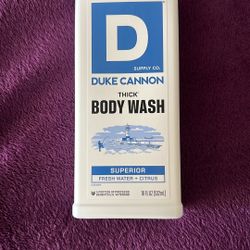 D
SUPPLY CO.
DUKE CANNON
THICK
BODY WASH
SUPERIOR
FRESH WATER + CITRUS